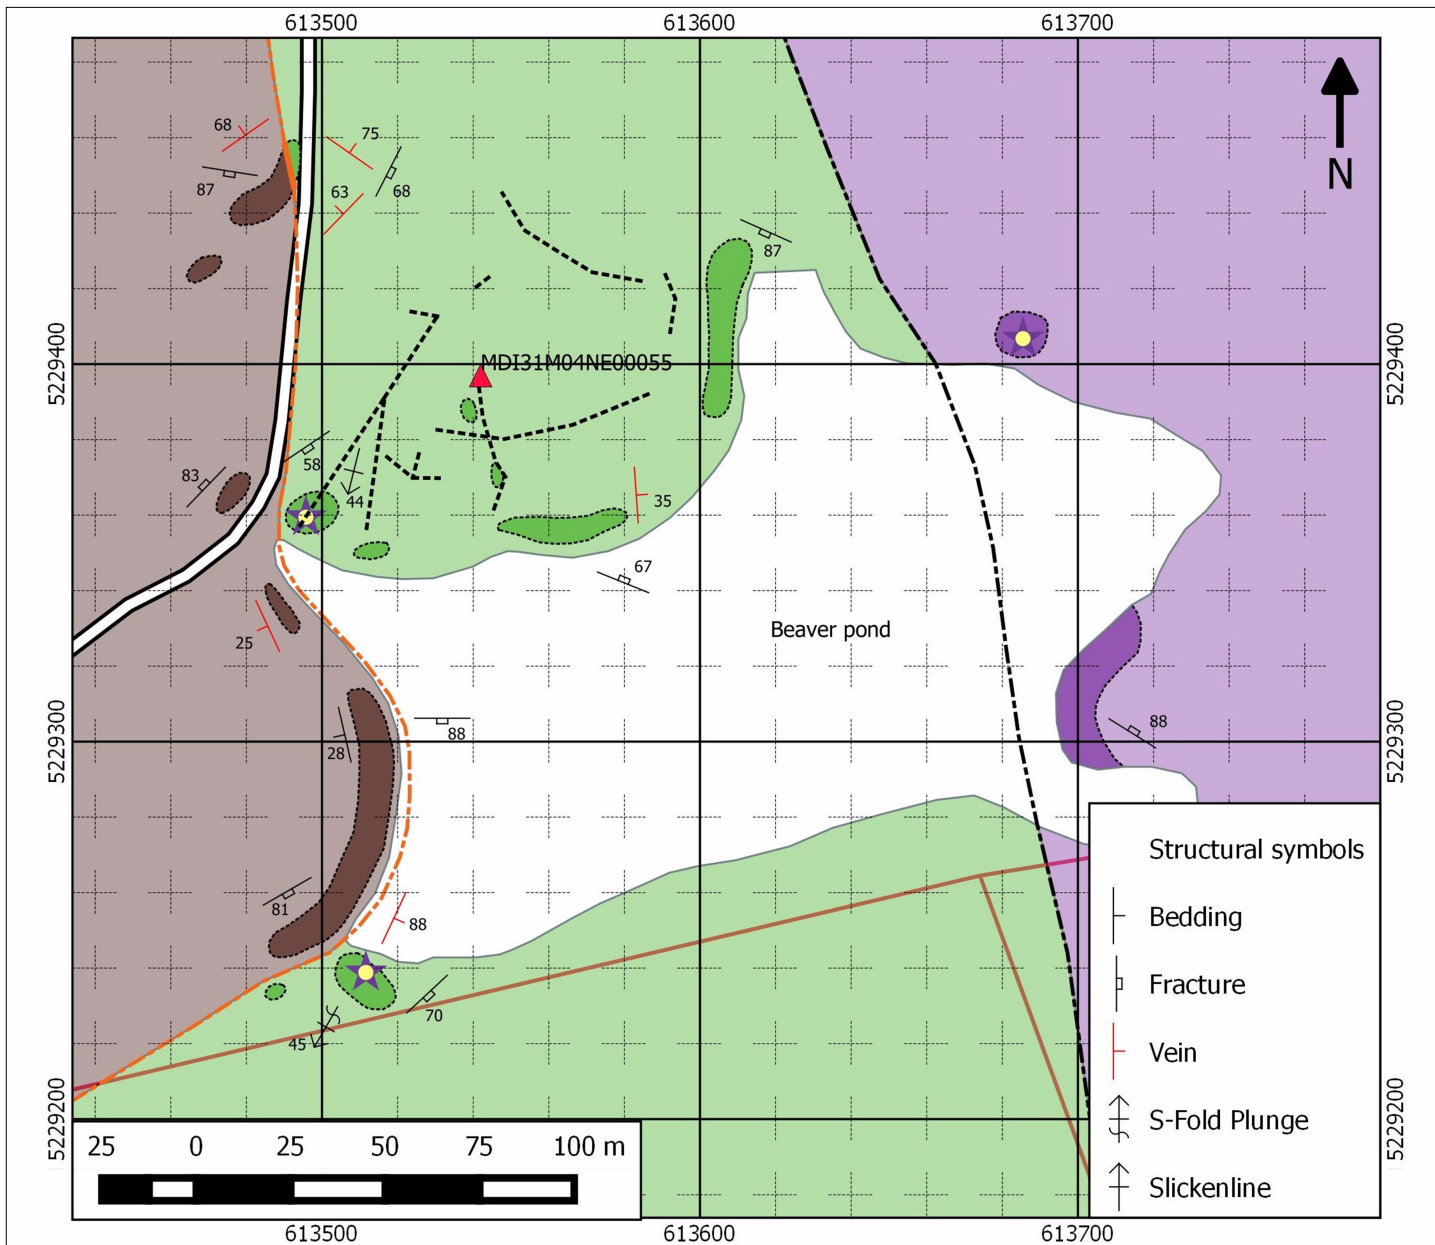 613500 613600 613700
N
68
75
87
68
63
87
5229400 5229400
MDI31M04NE00055
58
83
44
35
67
25
Beaver pond
88
28
88
5229300 5229300
81
88
70
45
5229200 5229200
Structural symbols
Bedding
Fracture
Vein
S-Fold Plunge
Slickenline
25 0 25 50 75 100 m
613500 613600 613700